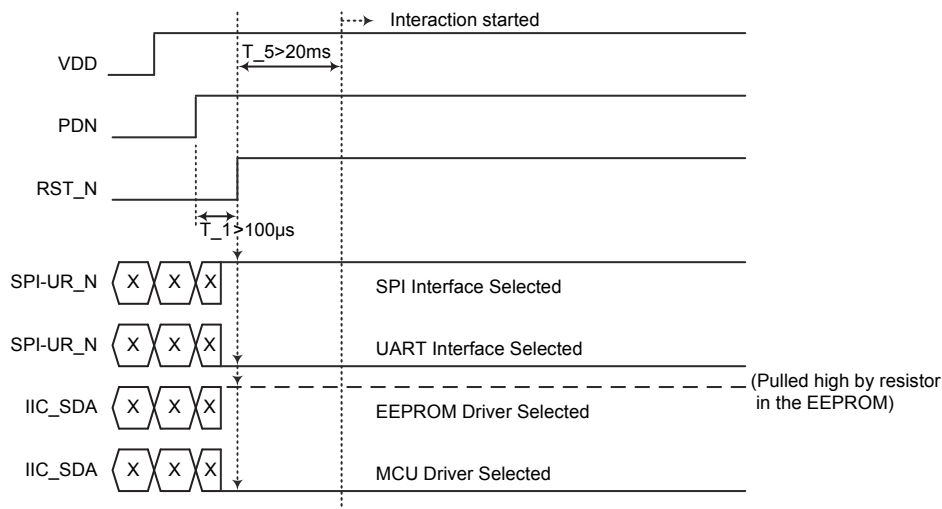 Interaction started
VDD
T_5>20ms
PDN
RST_N
T_1>100µs
SPI-UR_N X X X SPI Interface Selected
SPI-UR_N X X X UART Interface Selected
(Pulled high by resistor
in the EEPROM)
IIC_SDA X X X EEPROM Driver Selected
IIC_SDA X X X MCU Driver Selected